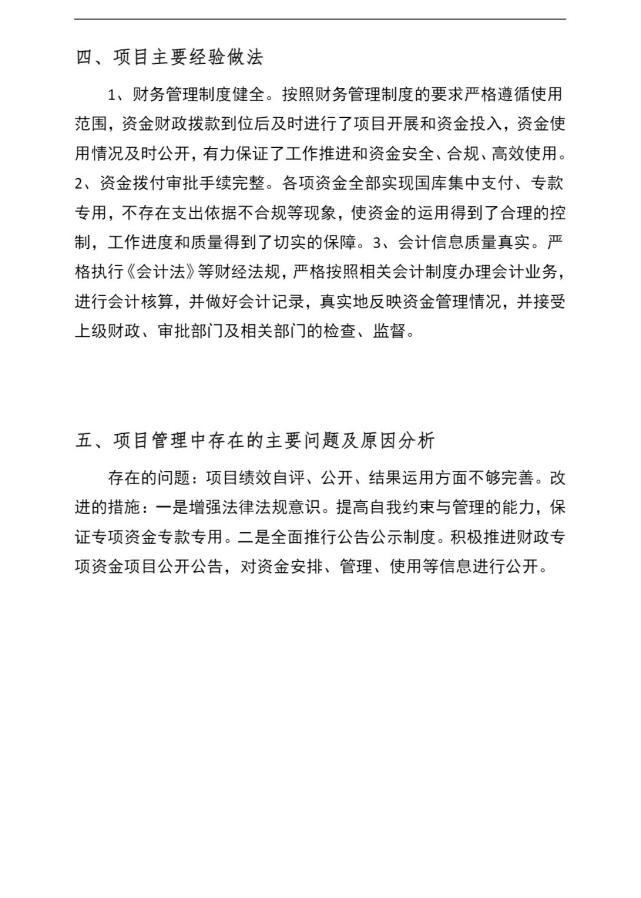 四、项目主要经验做法
1、财务管理制度健全。按照财务管理制度的要求严格遵循使用
范围，资金财政拨款到位后及时进行了项目开展和资金投入，资金使
用情况及时公开，有力保证了工作推进和资金安全、合规、高效使用。
2、资金拨付审批手续完整。各项资金全部实现国库集中支付、专款
专用，不存在支出依据不合规等现象，使资金的运用得到了合理的控
制，工作进度和质量得到了切实的保障。3、会计信息质量真实。严
格执行《会计法》等财经法规，严格按照相关会计制度办理会计业务，
进行会计核算，并做好会计记录，真实地反映资金管理情况，并接受
上级财政、审批部门及相关部门的检查、监督。
五、项目管理中存在的主要问题及原因分析
存在的问题：项目绩效自评、公开、结果运用方面不够完善。改
进的措施：一是增强法律法规意识。提高自我约束与管理的能力，保
证专项资金专款专用。二是全面推行公告公示制度。积极推进财政专
项资金项目公开公告，对资金安排、管理、使用等信息进行公开。